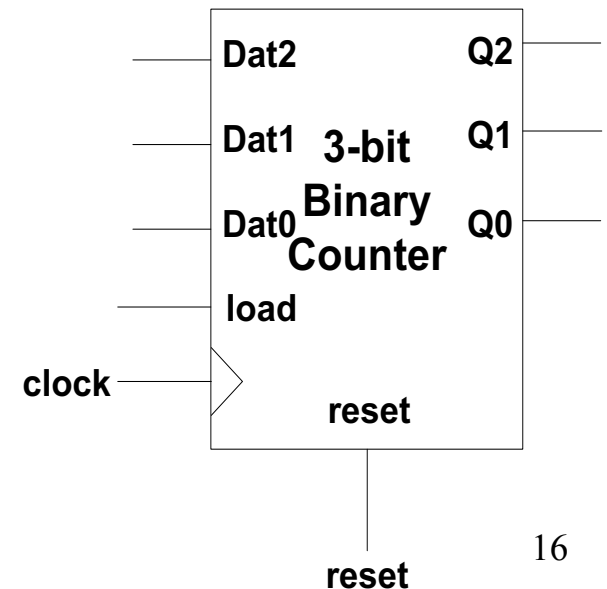 Dat2 Q2
Dat1 3-bit Q1
Binary
Dat0 Q0
Counter
load
clock
reset
16
reset